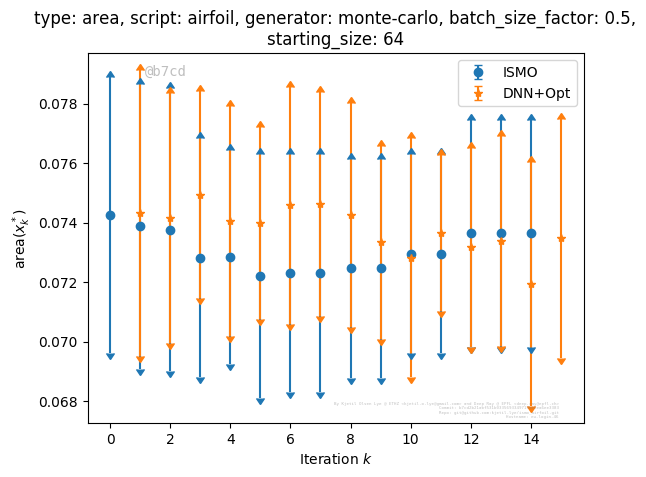 type: area, script: airfoil, generator: monte-carlo, batch_size_factor: 0.5,
starting_size: 64
@b7cd
ISMO
DNN+Opt
0.078
0.076
0.074
0.072
0.070
0.068
area(x_k^*)
0 2 4 6 8 10 12 14
Iteration k